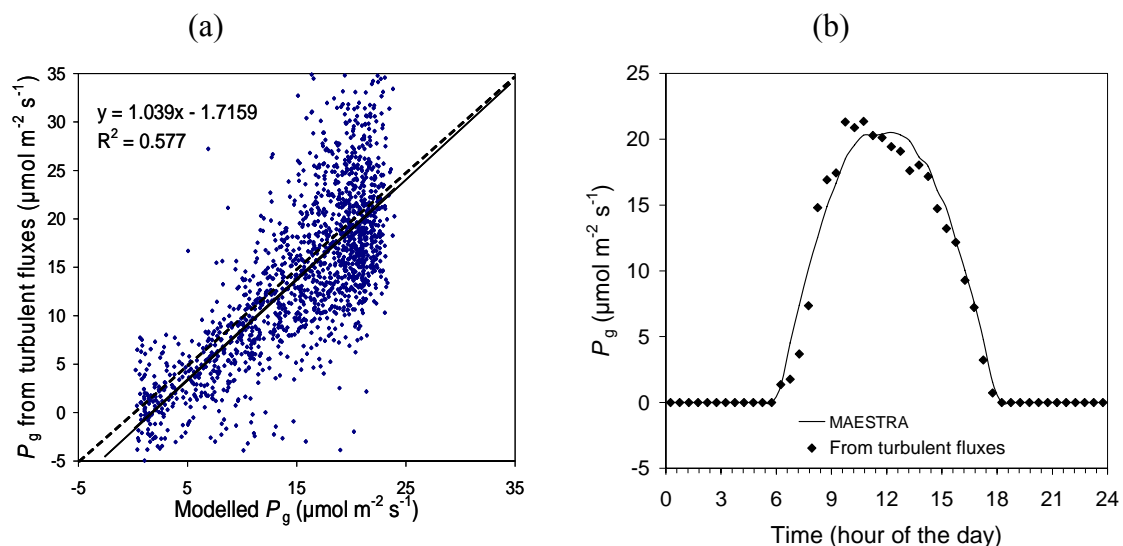 (a)
y = 1.039x - 1.7159
R² = 0.577
35
30
25
20
15
10
5
0
-5
-5 5 15 25 35
Pg from turbulent fluxes (µmol m⁻² s⁻¹)
Modelled Pg (µmol m⁻² s⁻¹)
(b)
25
20
15
10
5
0
-5
0 3 6 9 12 15 18 21 24
Pg (µmol m⁻² s⁻¹)
MAESTRA
From turbulent fluxes
Time (hour of the day)